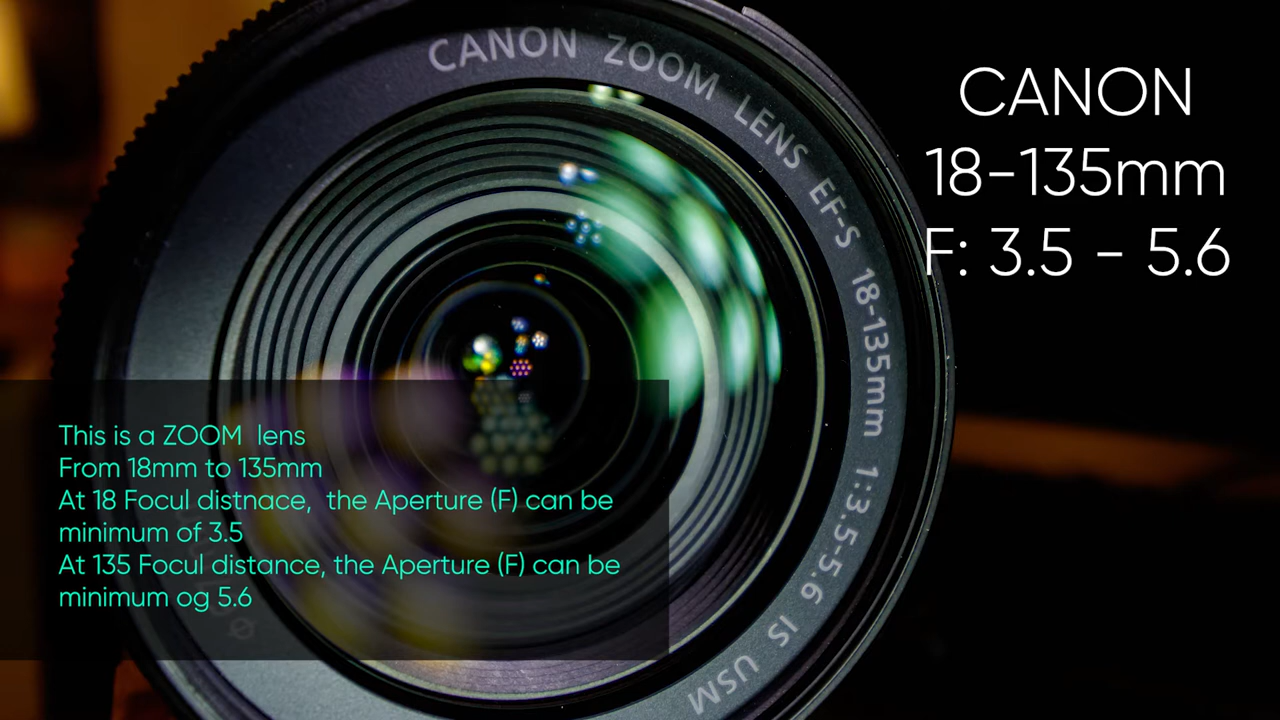 CANON ZOOM LENS EF-S 18-135mm 1:3.5-5.6 IS USM
CANON
18-135mm
F: 3.5 - 5.6
This is a ZOOM  lens
From 18mm to 135mm
At 18 Focul distnace,  the Aperture (F) can be
minimum of 3.5
At 135 Focul distance, the Aperture (F) can be
minimum og 5.6